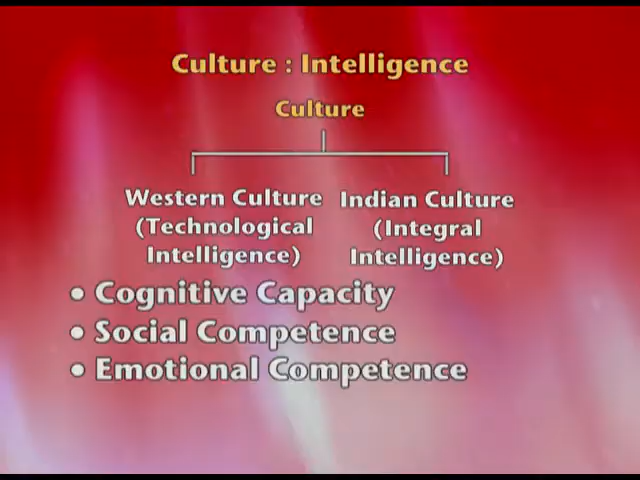 Culture : Intelligence
Culture
Western Culture
(Technological
Intelligence)
Indian Culture
(Integral
Intelligence)
• Cognitive Capacity
• Social Competence
• Emotional Competence